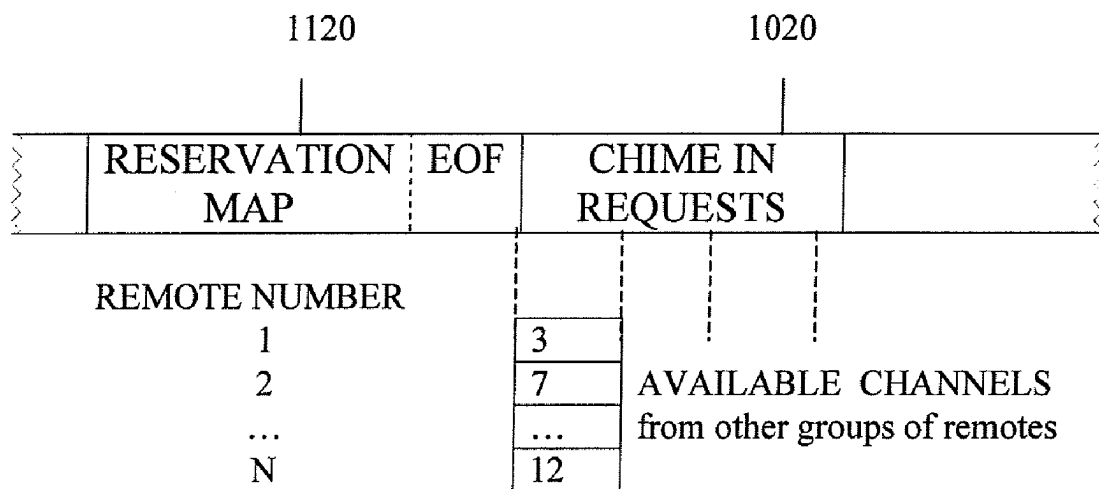 1120 1020
RESERVATION MAP EOF CHIME IN REQUESTS
REMOTE NUMBER
1 3
2 7 AVAILABLE CHANNELS
... ... from other groups of remotes
N 12